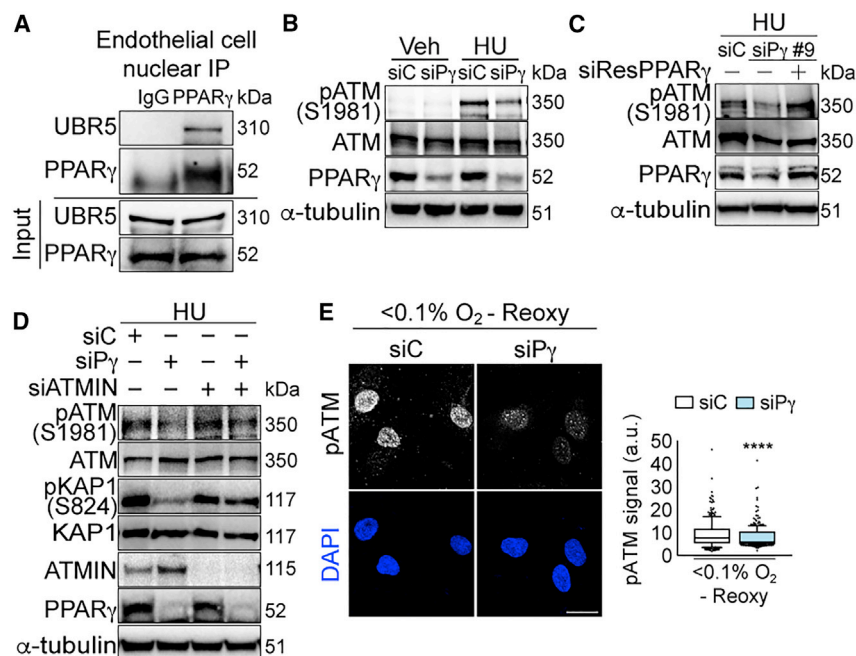 A
Endothelial cell
nuclear IP
IgG PPARγ kDa
UBR5 310
PPARγ 52
Input
UBR5 310
PPARγ 52
B
Veh HU
siC siPγ siC siPγ kDa
pATM
(S1981) 350
ATM 350
PPARγ 52
α-tubulin 51
C
HU
siC siPγ #9
siResPPARγ − − + kDa
pATM
(S1981) 350
ATM 350
PPARγ 52
α-tubulin 51
D
HU
siC + − − −
siPγ − + − +
siATMIN − − + + kDa
pATM
(S1981) 350
ATM 350
pKAP1
(S824) 117
KAP1 117
ATMIN 115
PPARγ 52
α-tubulin 51
E
<0.1% O₂ - Reoxy
siC siPγ
pATM
DAPI
siC siPγ
pATM signal (a.u.)
50
40
30
20
10
0
****
<0.1% O₂
- Reoxy